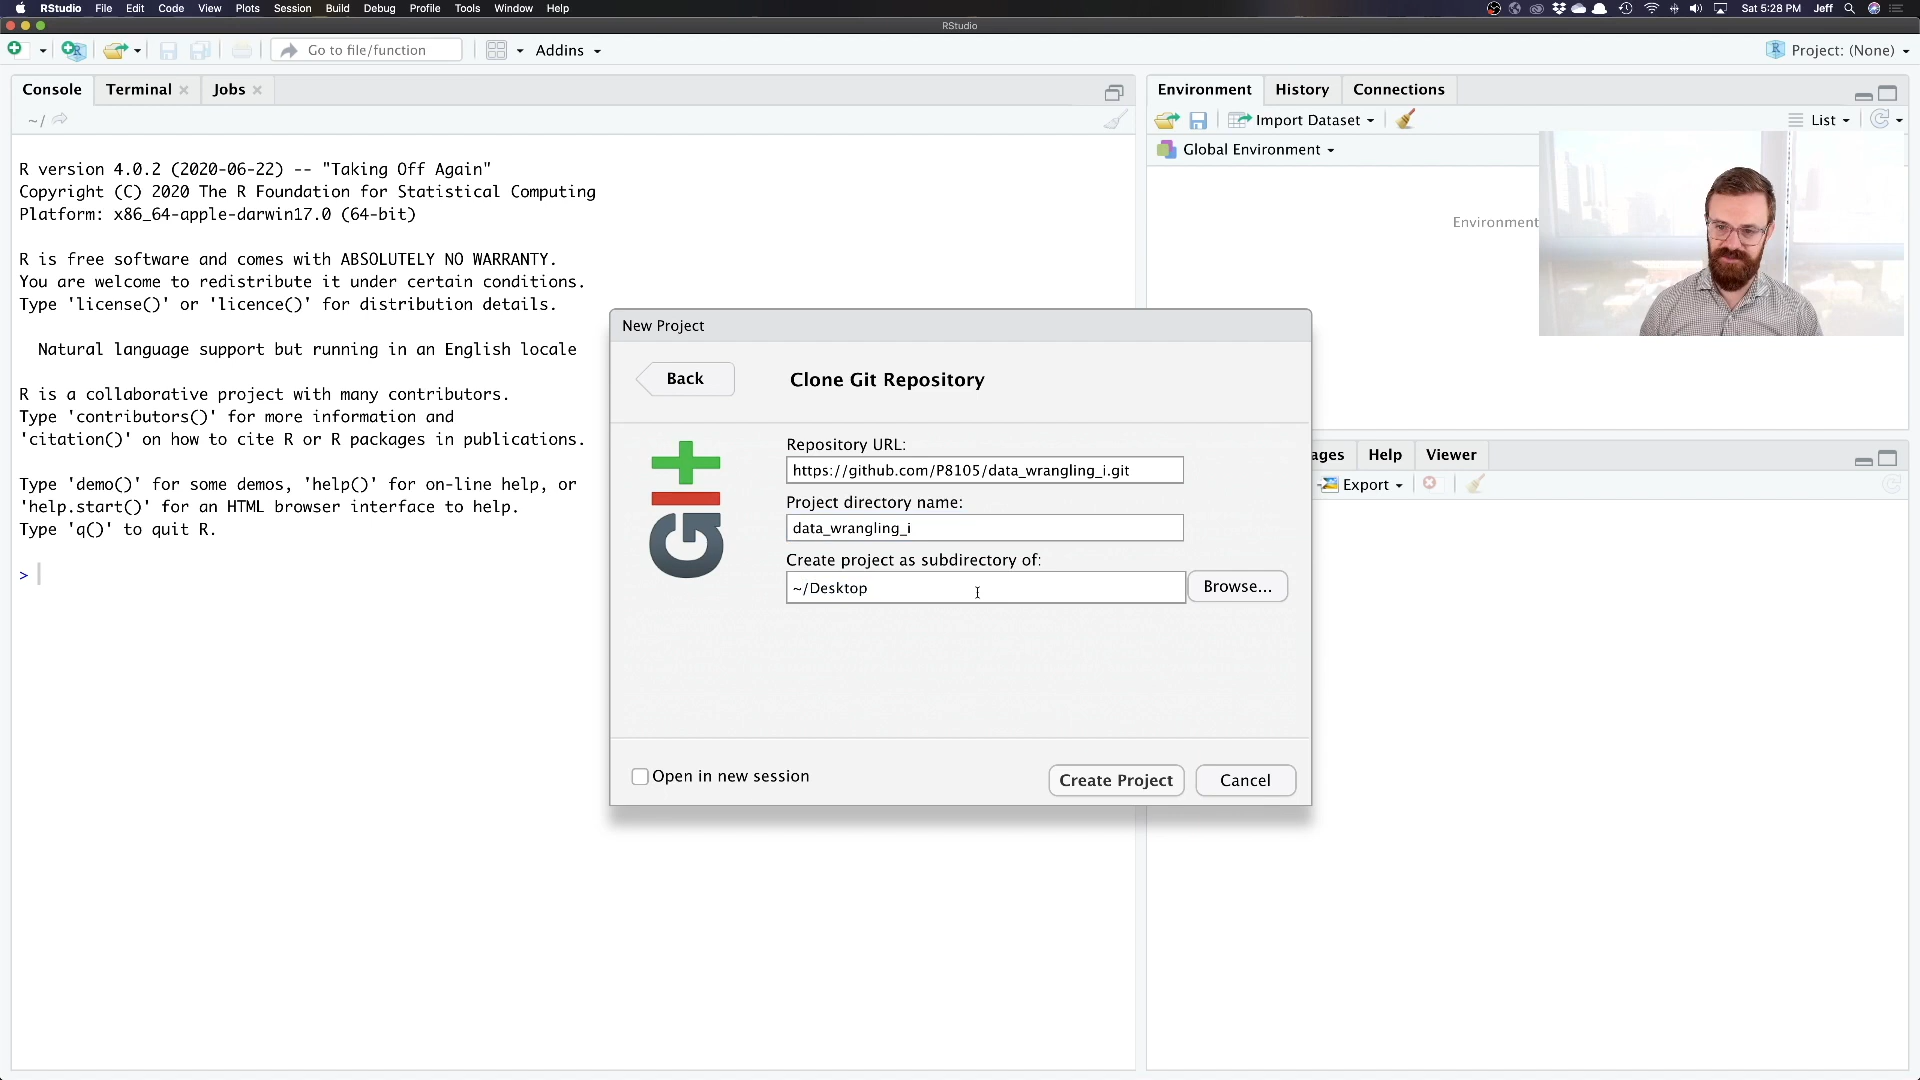 RStudio File Edit Code View Plots Session Build Debug Profile Tools Window Help Sat 5:28 PM Jeff
RStudio
Go to file/function Addins Project: (None)
Console Terminal Jobs
~/
R version 4.0.2 (2020-06-22) -- "Taking Off Again"
Copyright (C) 2020 The R Foundation for Statistical Computing
Platform: x86_64-apple-darwin17.0 (64-bit)
R is free software and comes with ABSOLUTELY NO WARRANTY.
You are welcome to redistribute it under certain conditions.
Type 'license()' or 'licence()' for distribution details.
Natural language support but running in an English locale
R is a collaborative project with many contributors.
Type 'contributors()' for more information and
'citation()' on how to cite R or R packages in publications.
Type 'demo()' for some demos, 'help()' for on-line help, or
'help.start()' for an HTML browser interface to help.
Type 'q()' to quit R.
>
Environment History Connections
Import Dataset List
Global Environment
Environment
ages Help Viewer
Export
New Project
Back Clone Git Repository
GIT
Repository URL:
https://github.com/P8105/data_wrangling_i.git
Project directory name:
data_wrangling_i
Create project as subdirectory of:
~/Desktop Browse...
Open in new session Create Project Cancel